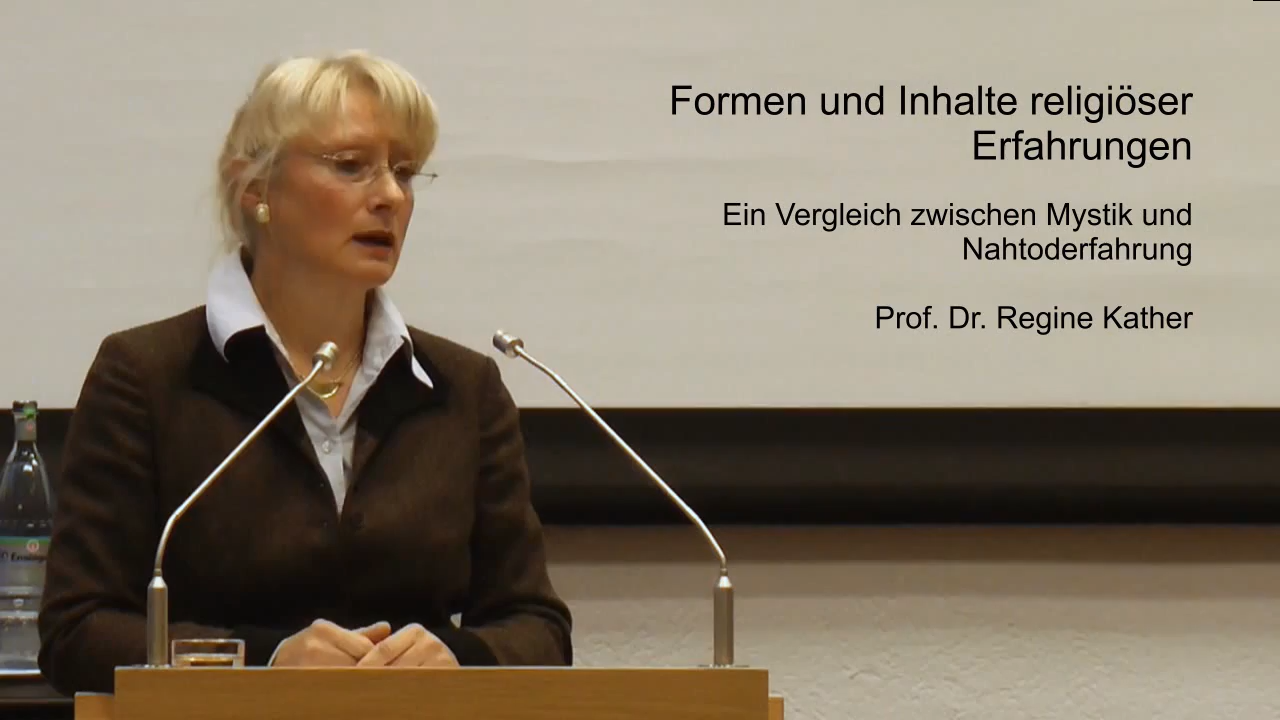 Formen und Inhalte religiöser
Erfahrungen
Ein Vergleich zwischen Mystik und
Nahtoderfahrung
Prof. Dr. Regine Kather